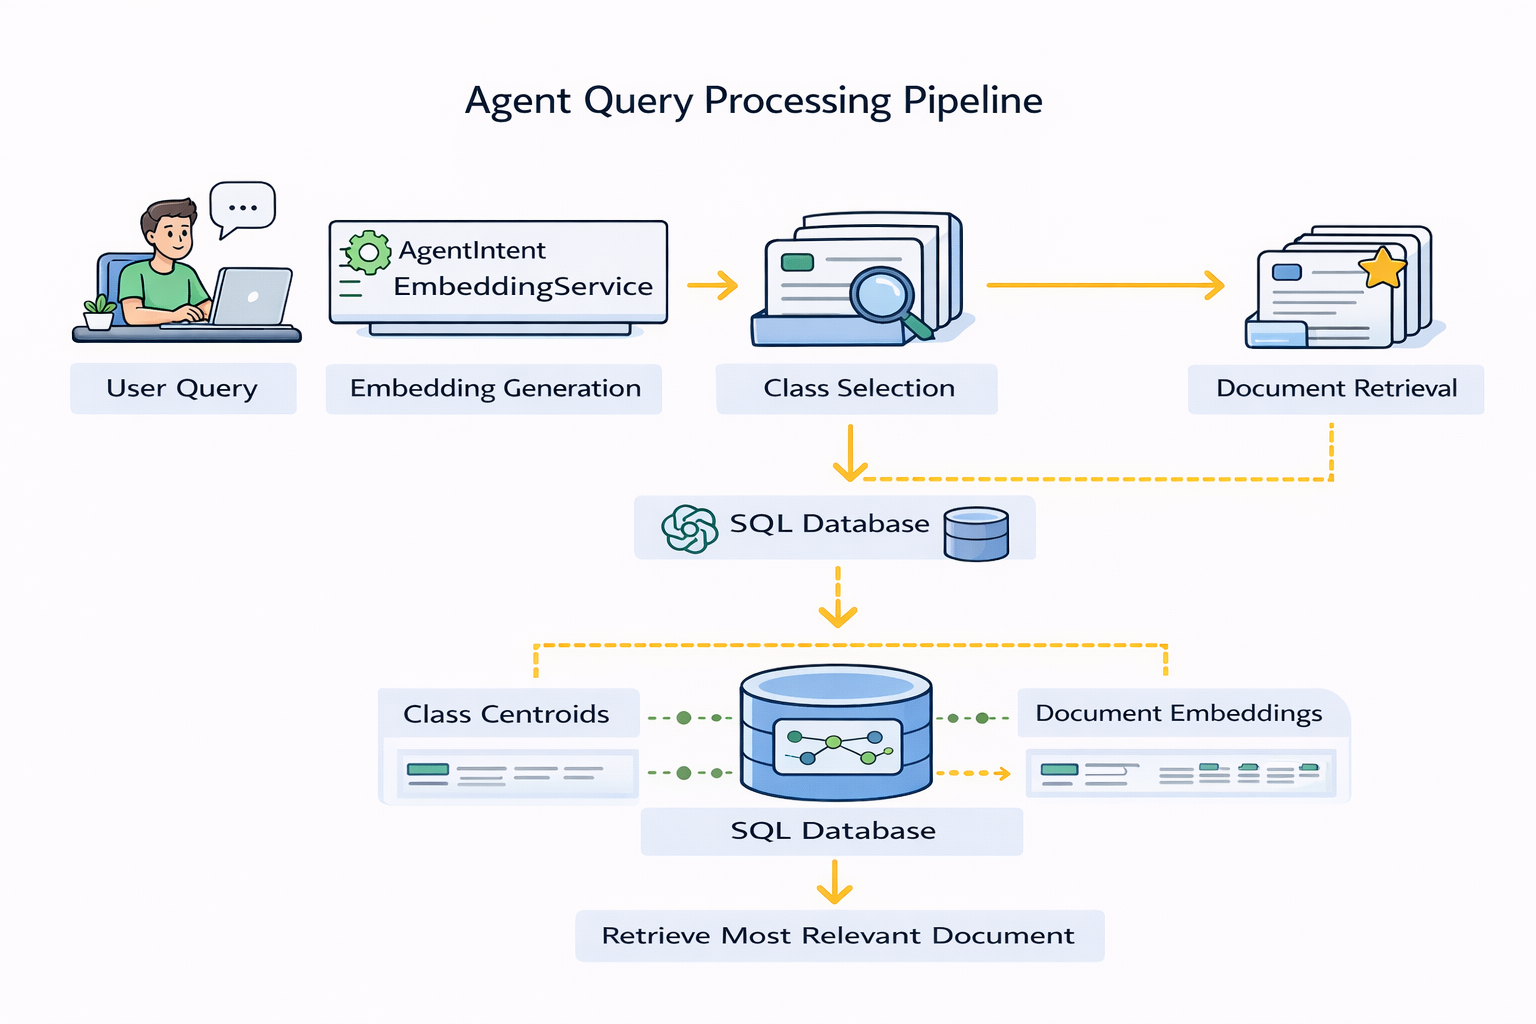 Agent Query Processing Pipeline
...
AgentIntent
EmbeddingService
User Query
Embedding Generation
Class Selection
Document Retrieval
SQL Database
Class Centroids
Document Embeddings
SQL Database
Retrieve Most Relevant Document